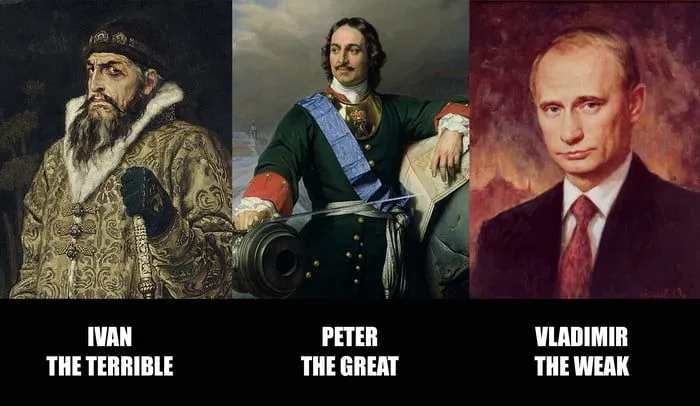 IVAN
THE TERRIBLE
PETER
THE GREAT
VLADIMIR
THE WEAK